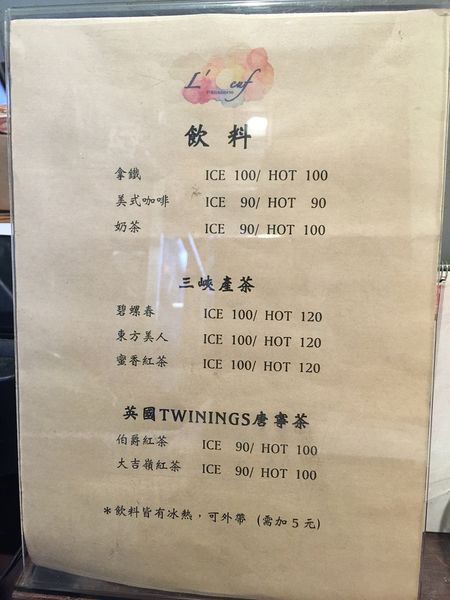 L'Oeuf
Pâtisserie
飲料
拿鐵 ICE 100/ HOT 100
美式咖啡 ICE 90/ HOT 90
奶茶 ICE 90/ HOT 100
三峽產茶
碧螺春 ICE 100/ HOT 120
東方美人 ICE 100/ HOT 120
蜜香紅茶 ICE 100/ HOT 120
英國TWININGS唐寧茶
伯爵紅茶 ICE 90/ HOT 100
大吉嶺紅茶 ICE 90/ HOT 100
*飲料皆有冰熱，可外帶 (需加5元)